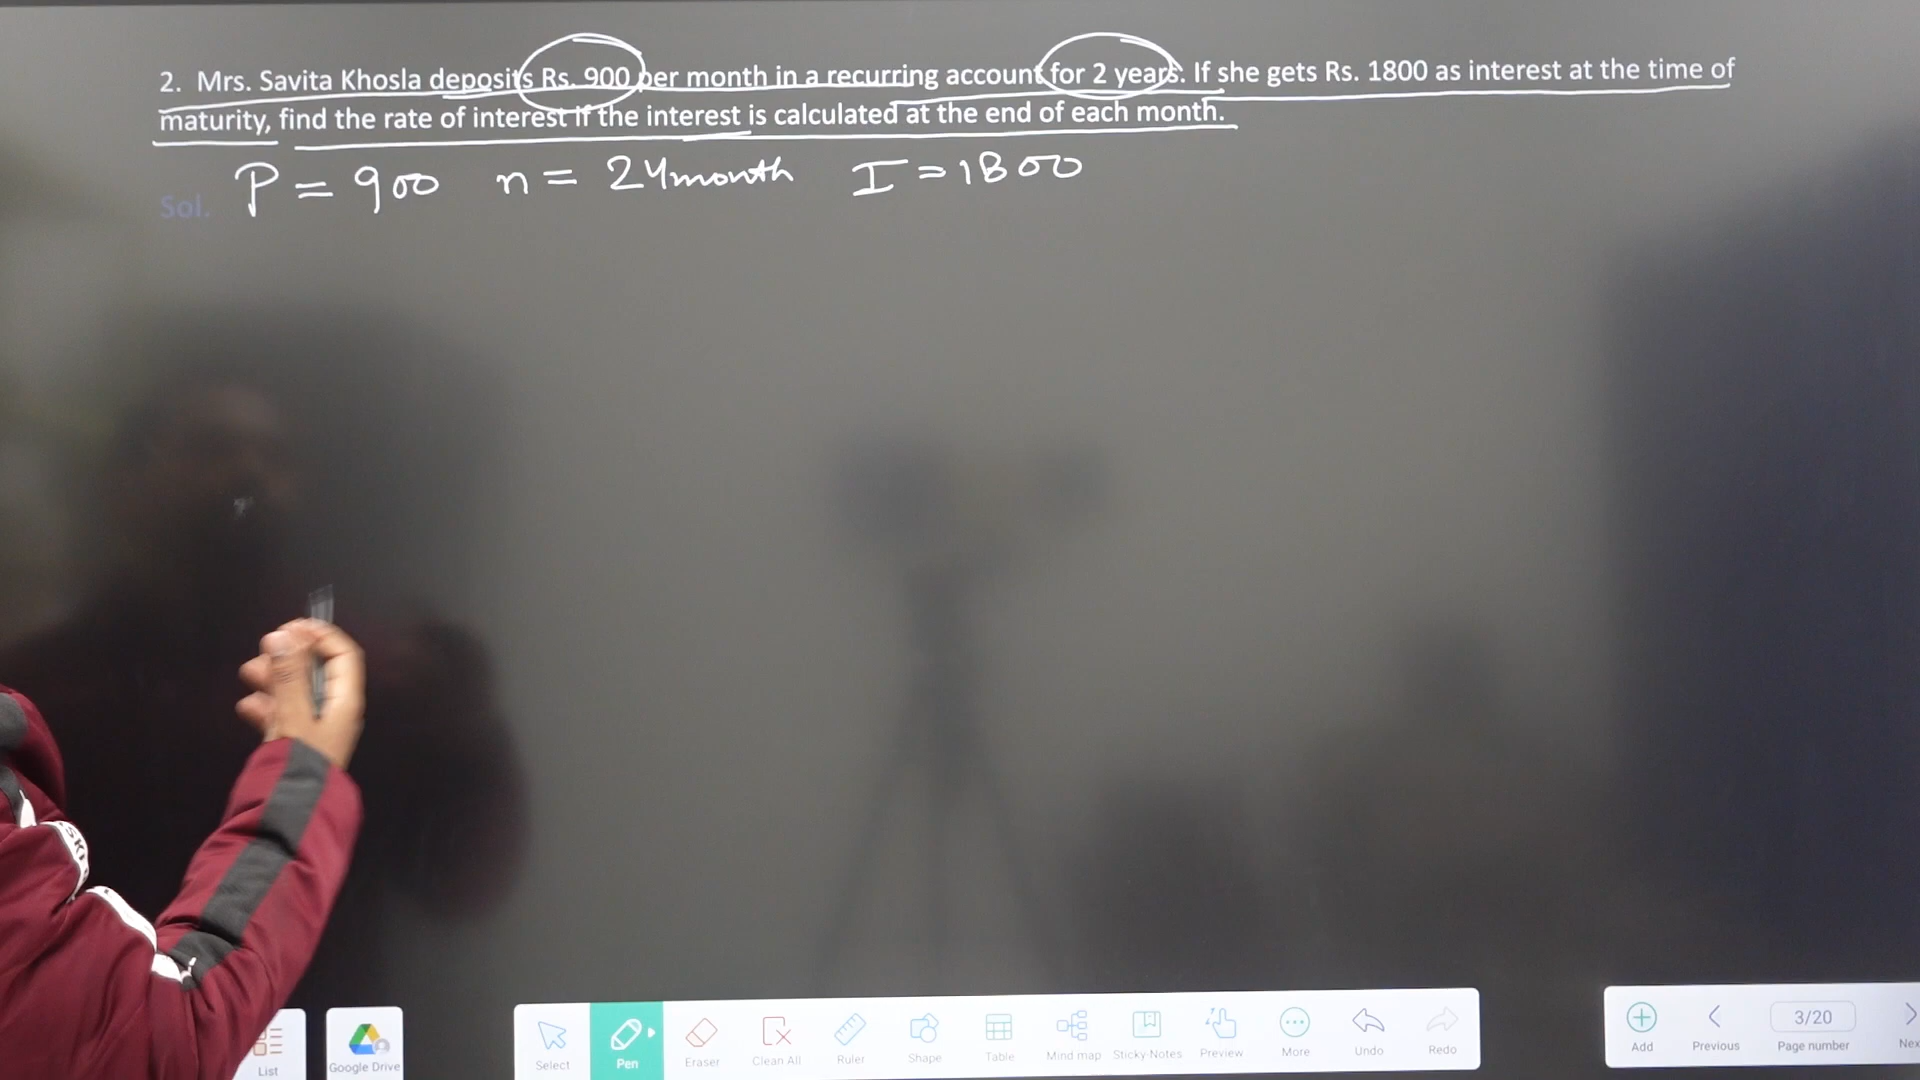 2. Mrs. Savita Khosla deposits Rs. 900 per month in a recurring account for 2 years. If she gets Rs. 1800 as interest at the time of
maturity, find the rate of interest if the interest is calculated at the end of each month.
Sol. P = 900 n = 24month I = 1800
SKI
List
Google Drive
Select
Pen
Eraser
Clean All
Ruler
Shape
Table
Mind map
Sticky Notes
Preview
More
Undo
Redo
Add
Previous
3/20
Page number
Nex